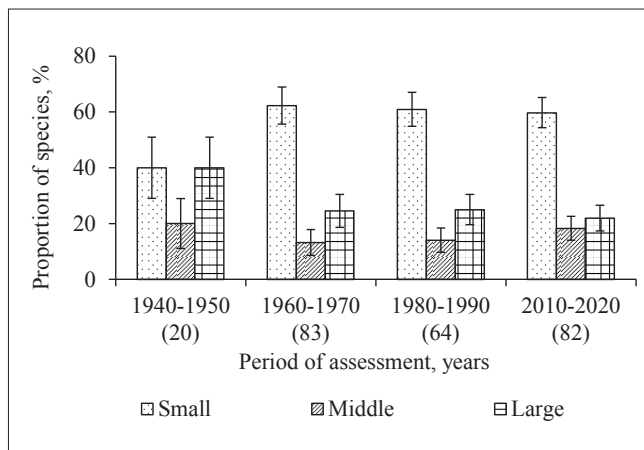 Proportion of species, %
80
60
40
20
0
1940-1950 1960-1970 1980-1990 2010-2020
(20) (83) (64) (82)
Period of assessment, years
Small Middle Large